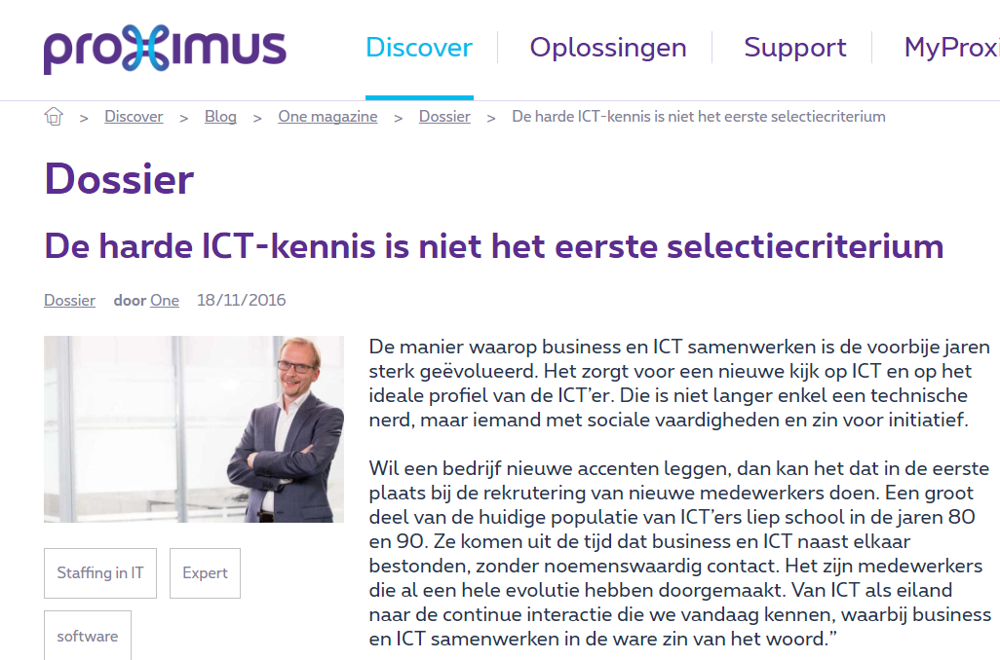 proximus
Discover
Oplossingen
Support
MyProxi
> Discover > Blog > One magazine > Dossier > De harde ICT-kennis is niet het eerste selectiecriterium
Dossier
De harde ICT-kennis is niet het eerste selectiecriterium
Dossier door One 18/11/2016
De manier waarop business en ICT samenwerken is de voorbije jaren
sterk geëvolueerd. Het zorgt voor een nieuwe kijk op ICT en op het
ideale profiel van de ICT’er. Die is niet langer enkel een technische
nerd, maar iemand met sociale vaardigheden en zin voor initiatief.
Wil een bedrijf nieuwe accenten leggen, dan kan het dat in de eerste
plaats bij de rekrutering van nieuwe medewerkers doen. Een groot
deel van de huidige populatie van ICT’ers liep school in de jaren 80
en 90. Ze komen uit de tijd dat business en ICT naast elkaar
bestonden, zonder noemenswaardig contact. Het zijn medewerkers
die al een hele evolutie hebben doorgemaakt. Van ICT als eiland
naar de continue interactie die we vandaag kennen, waarbij business
en ICT samenwerken in de ware zin van het woord.”
Staffing in IT
Expert
software